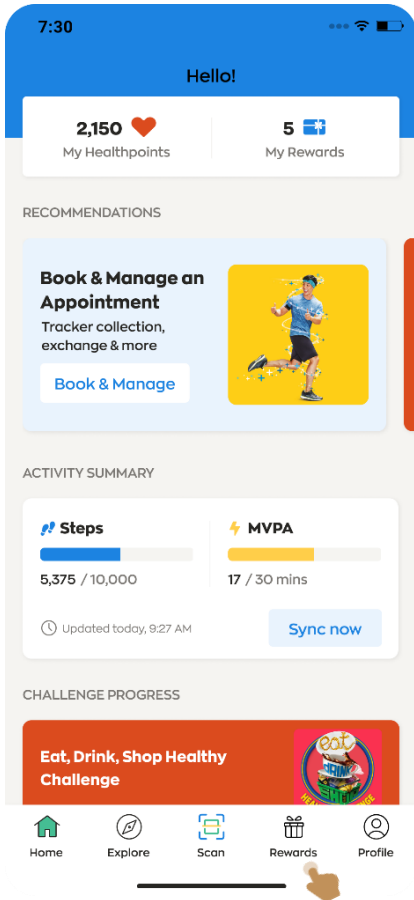 7:30
Hello!
2,150
My Healthpoints
5
My Rewards
RECOMMENDATIONS
Book & Manage an
Appointment
Tracker collection,
exchange & more
Book & Manage
ACTIVITY SUMMARY
Steps
5,375 / 10,000
MVPA
17 / 30 mins
Updated today, 9:27 AM
Sync now
CHALLENGE PROGRESS
Eat, Drink, Shop Healthy
Challenge
eat
DRINK
Home
Explore
Scan
Rewards
Profile